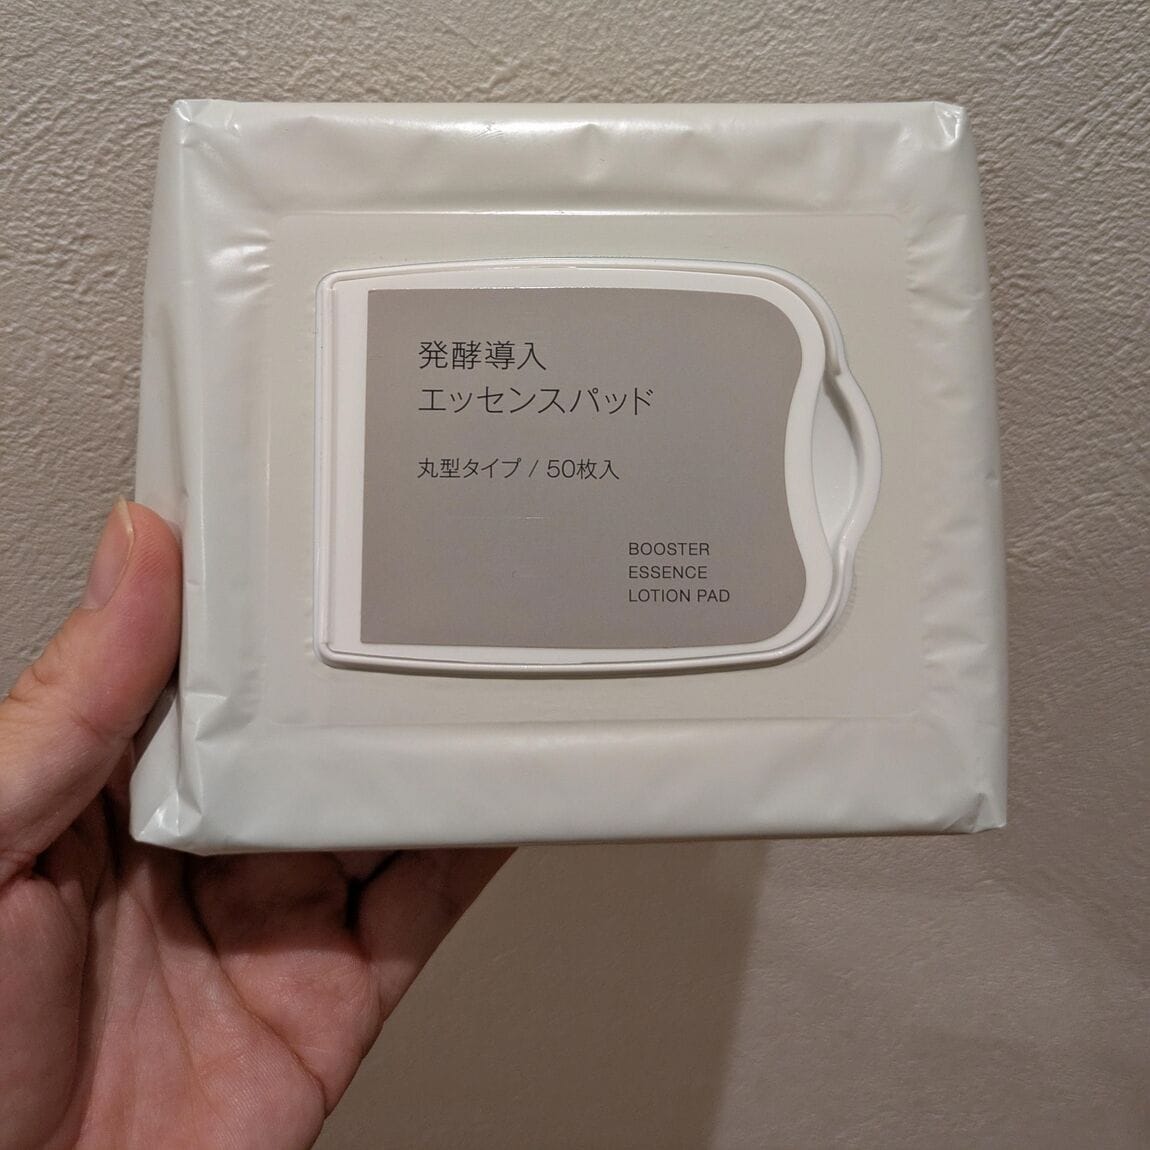 発酵導入
エッセンスパッド
丸型タイプ / 50枚入
BOOSTER
ESSENCE
LOTION PAD